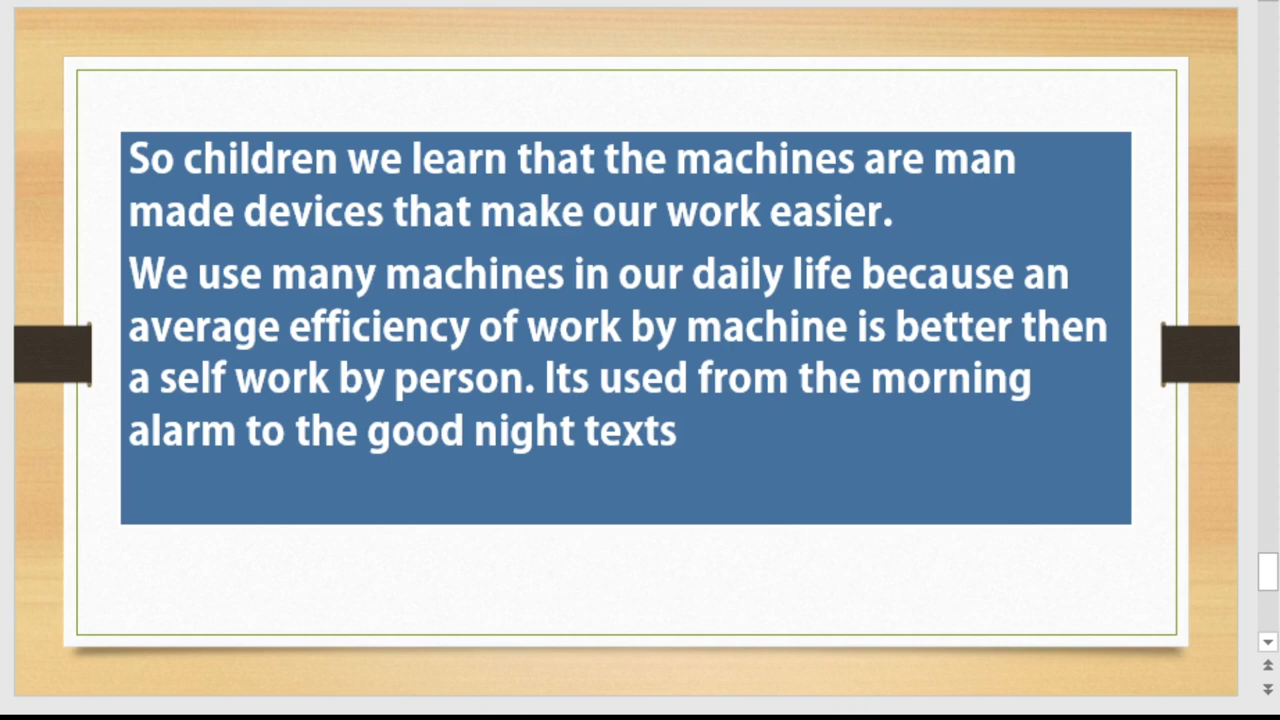 So children we learn that the machines are man
made devices that make our work easier.
We use many machines in our daily life because an
average efficiency of work by machine is better then
a self work by person. Its used from the morning
alarm to the good night texts